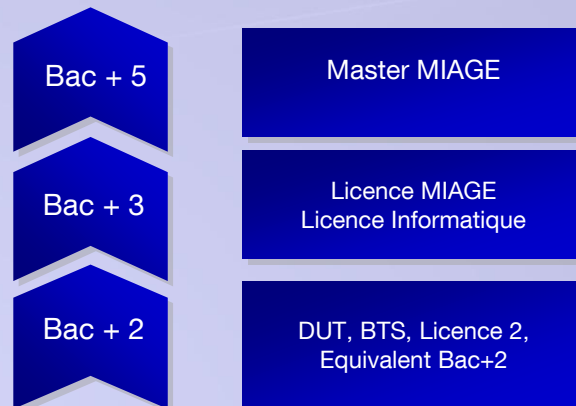 Bac + 5
Master MIAGE
Bac + 3
Licence MIAGE
Licence Informatique
Bac + 2
DUT, BTS, Licence 2,
Equivalent Bac+2